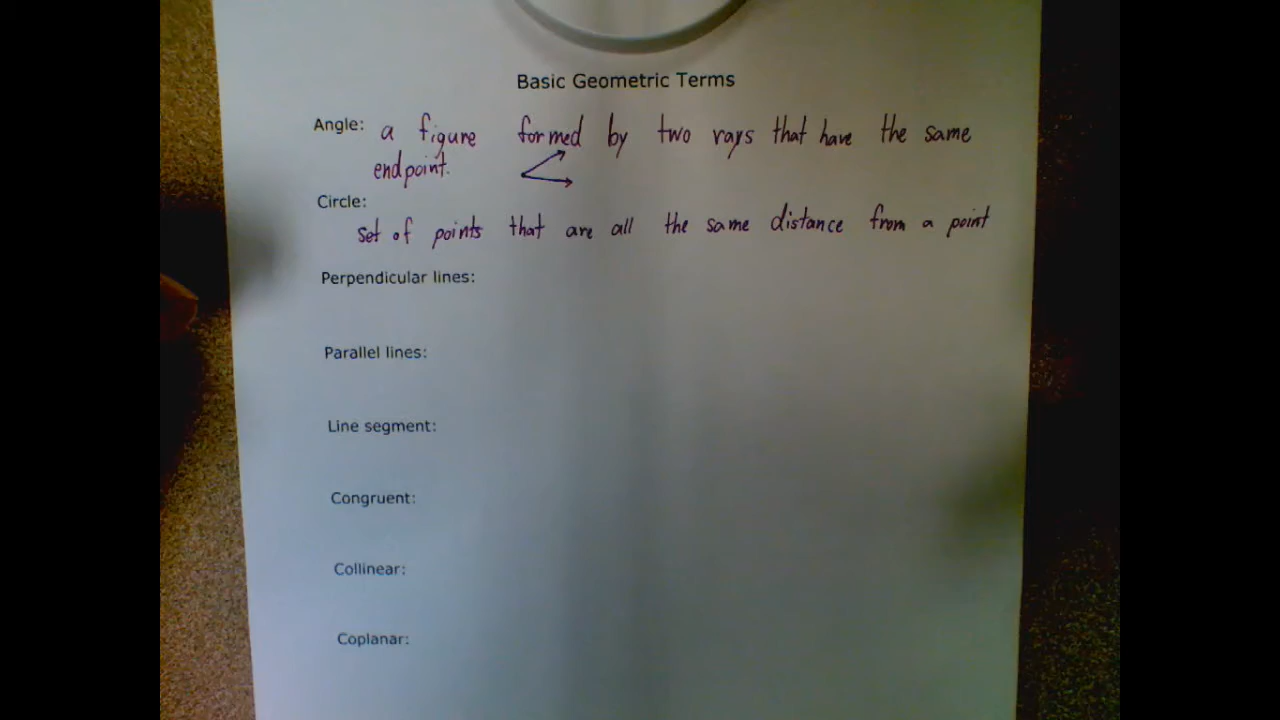 Basic Geometric Terms
Angle: a figure formed by two rays that have the same
endpoint.
Circle:
set of points that are all the same distance from a point
Perpendicular lines:
Parallel lines:
Line segment:
Congruent:
Collinear:
Coplanar: